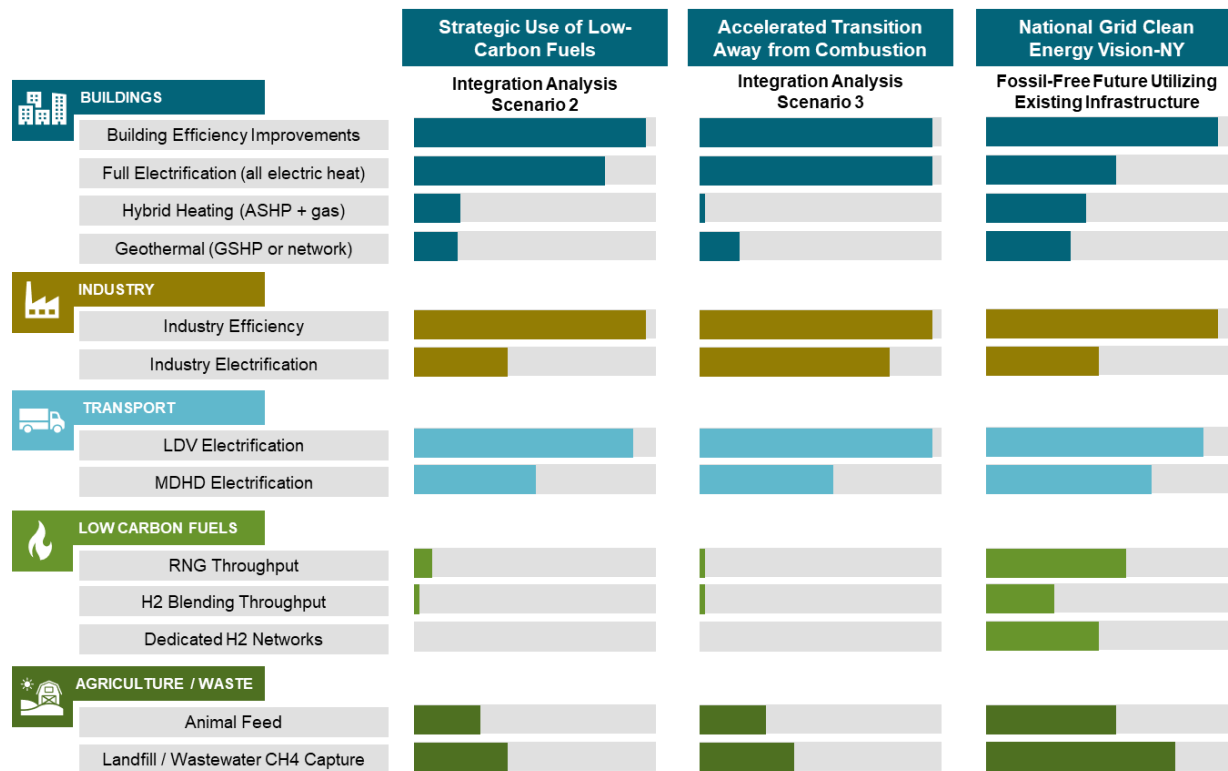 Strategic Use of Low-
Carbon Fuels
Accelerated Transition
Away from Combustion
National Grid Clean
Energy Vision-NY
Integration Analysis
Scenario 2
Integration Analysis
Scenario 3
Fossil-Free Future Utilizing
Existing Infrastructure
BUILDINGS
Building Efficiency Improvements
Full Electrification (all electric heat)
Hybrid Heating (ASHP + gas)
Geothermal (GSHP or network)
INDUSTRY
Industry Efficiency
Industry Electrification
TRANSPORT
LDV Electrification
MDHD Electrification
LOW CARBON FUELS
RNG Throughput
H2 Blending Throughput
Dedicated H2 Networks
AGRICULTURE / WASTE
Animal Feed
Landfill / Wastewater CH4 Capture